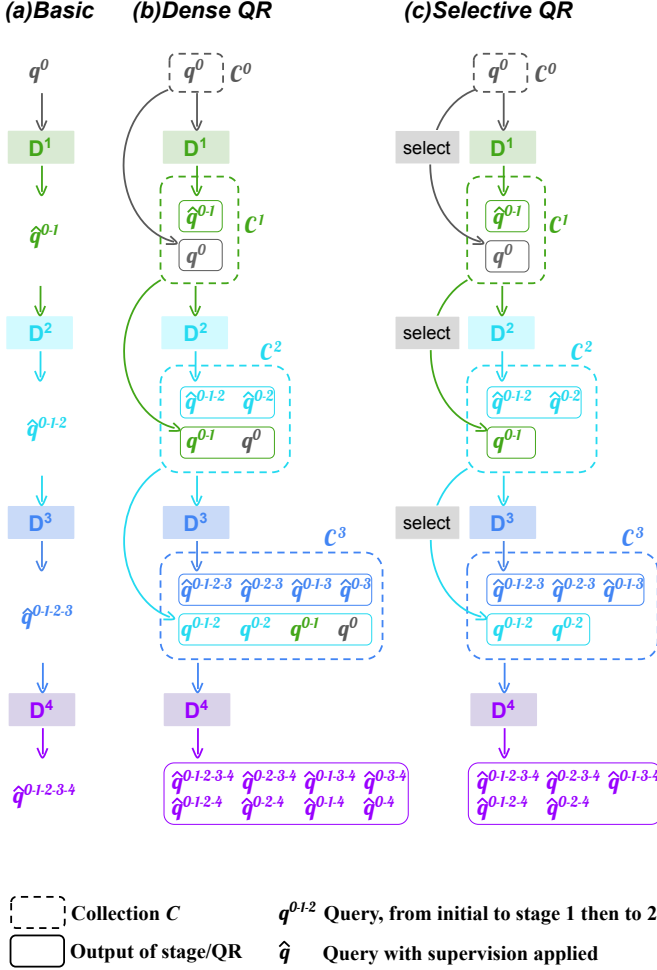 (a)Basic (b)Dense QR (c)Selective QR
q⁰ q⁰ C⁰ q⁰ C⁰
D¹ D¹ select D¹
q̂⁰⁻¹ q̂⁰⁻¹ C¹ q̂⁰⁻¹ C¹
q⁰ q⁰
D² D² select D²
C² C²
q̂⁰⁻¹⁻² q̂⁰⁻¹⁻² q̂⁰⁻² q̂⁰⁻¹⁻² q̂⁰⁻²
q⁰⁻¹ q⁰ q⁰⁻¹
D³ D³ select D³
C³ C³
q̂⁰⁻¹⁻²⁻³ q̂⁰⁻¹⁻²⁻³ q̂⁰⁻²⁻³ q̂⁰⁻¹⁻³ q̂⁰⁻³ q̂⁰⁻¹⁻²⁻³ q̂⁰⁻²⁻³ q̂⁰⁻¹⁻³
q⁰⁻¹⁻² q⁰⁻² q⁰⁻¹ q⁰ q⁰⁻¹⁻² q⁰⁻²
D⁴ D⁴ D⁴
q̂⁰⁻¹⁻²⁻³⁻⁴ q̂⁰⁻¹⁻²⁻³⁻⁴ q̂⁰⁻²⁻³⁻⁴ q̂⁰⁻¹⁻³⁻⁴ q̂⁰⁻³⁻⁴ q̂⁰⁻¹⁻²⁻³⁻⁴ q̂⁰⁻²⁻³⁻⁴ q̂⁰⁻¹⁻³⁻⁴
q̂⁰⁻¹⁻²⁻⁴ q̂⁰⁻²⁻⁴ q̂⁰⁻¹⁻⁴ q̂⁰⁻⁴ q̂⁰⁻¹⁻²⁻⁴ q̂⁰⁻²⁻⁴
Collection C q⁰⁻¹⁻² Query, from initial to stage 1 then to 2
Output of stage/QR q̂ Query with supervision applied